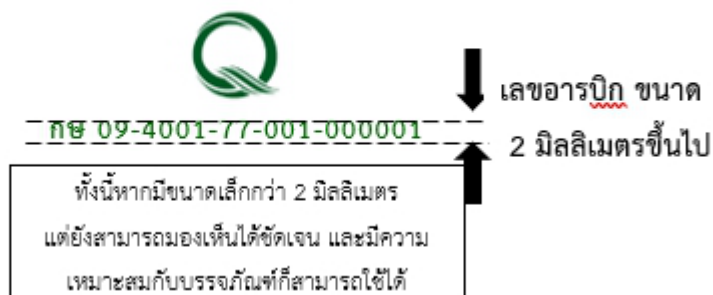 Q
เลขอารบิก ขนาด
กษ 09-4001-77-001-000001
2 มิลลิเมตรขึ้นไป
ทั้งนี้หากมีขนาดเล็กกว่า 2 มิลลิเมตร
แต่ยังสามารถมองเห็นได้ชัดเจน และมีความ
เหมาะสมกับบรรจุภัณฑ์ก็สามารถใช้ได้